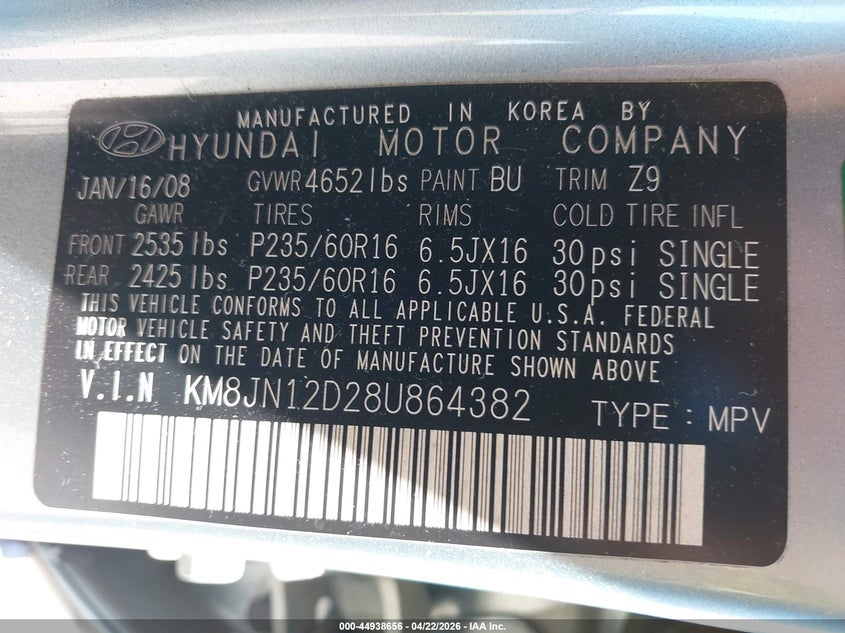 MANUFACTURED IN KOREA BY
HYUNDAI MOTOR COMPANY
JAN/16/08 GVWR 4652lbs PAINT BU TRIM Z9
GAWR TIRES RIMS COLD TIRE INFL
FRONT 2535 lbs P235/60R16 6.5JX16 30psi SINGLE
REAR 2425 lbs P235/60R16 6.5JX16 30psi SINGLE
THIS VEHICLE CONFORMS TO ALL APPLICABLE U.S.A. FEDERAL
MOTOR VEHICLE SAFETY AND THEFT PREVENTION STANDARDS
IN EFFECT ON THE DATE OF MANUFACTURE SHOWN ABOVE
V.I.N KM8JN12D28U864382 TYPE : MPV
000-44938656 - 04/22/2026 - IAA Inc.